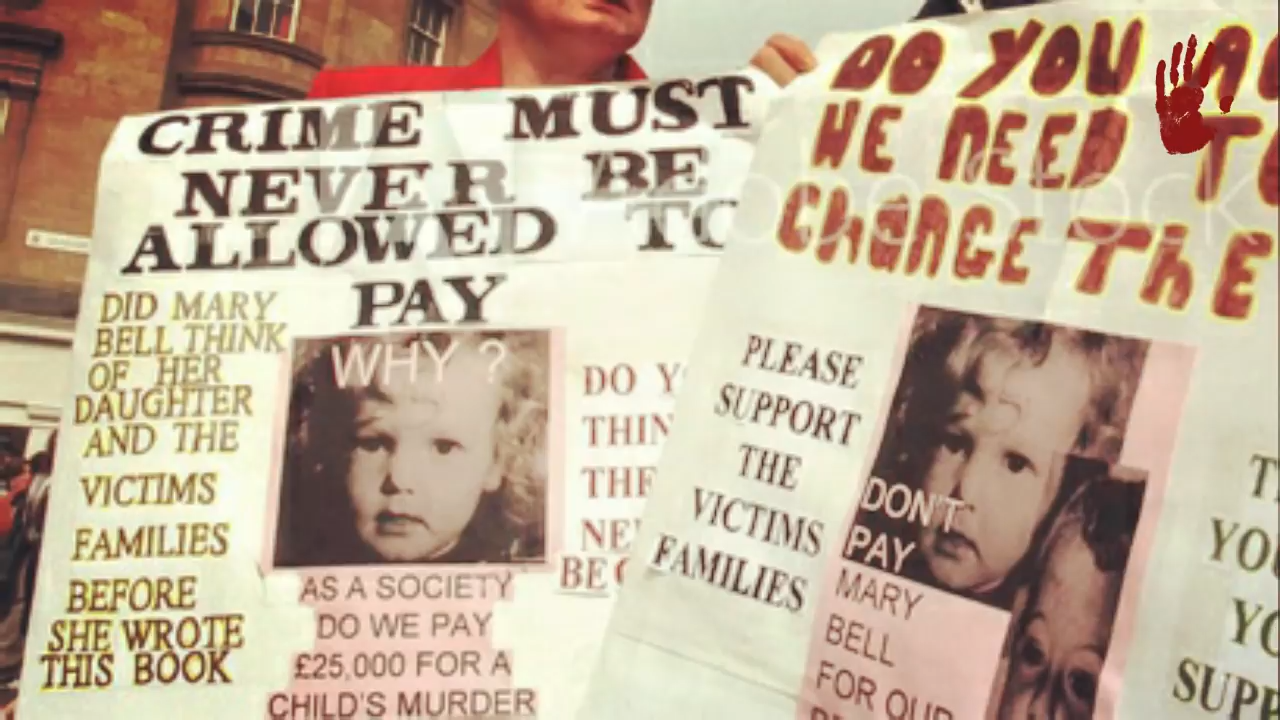 CRIME MUST
NEVER BE
ALLOWED TO
PAY
DID MARY
BELL THINK
OF HER
DAUGHTER
AND THE
VICTIMS
FAMILIES
BEFORE
SHE WROTE
THIS BOOK
WHY ?
AS A SOCIETY
DO WE PAY
£25,000 FOR A
CHILD'S MURDER
DO
DO YOU
WE NEED TO
CHANGE THE
PLEASE
SUPPORT
THE
VICTIMS
FAMILIES
DON'T
PAY
MARY
BELL
FOR OUR